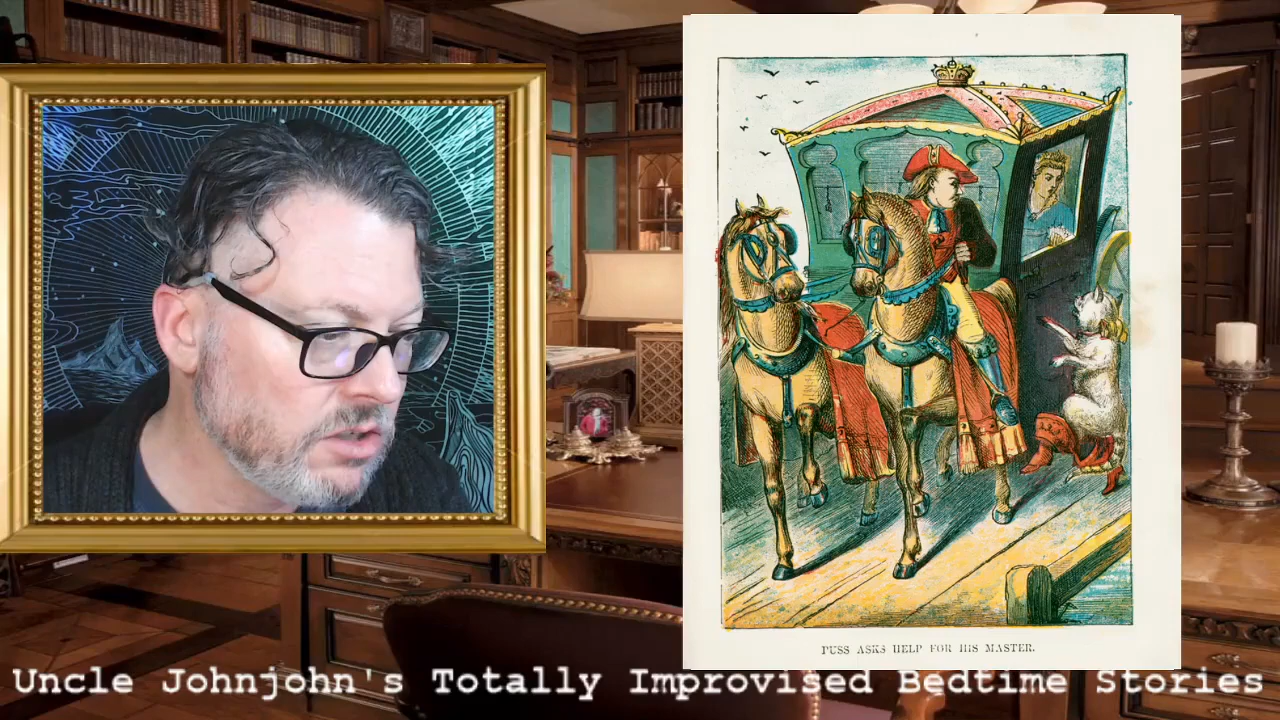 PUSS ASKS HELP FOR HIS MASTER.
Uncle Johnjohn's Totally Improvised Bedtime Stories